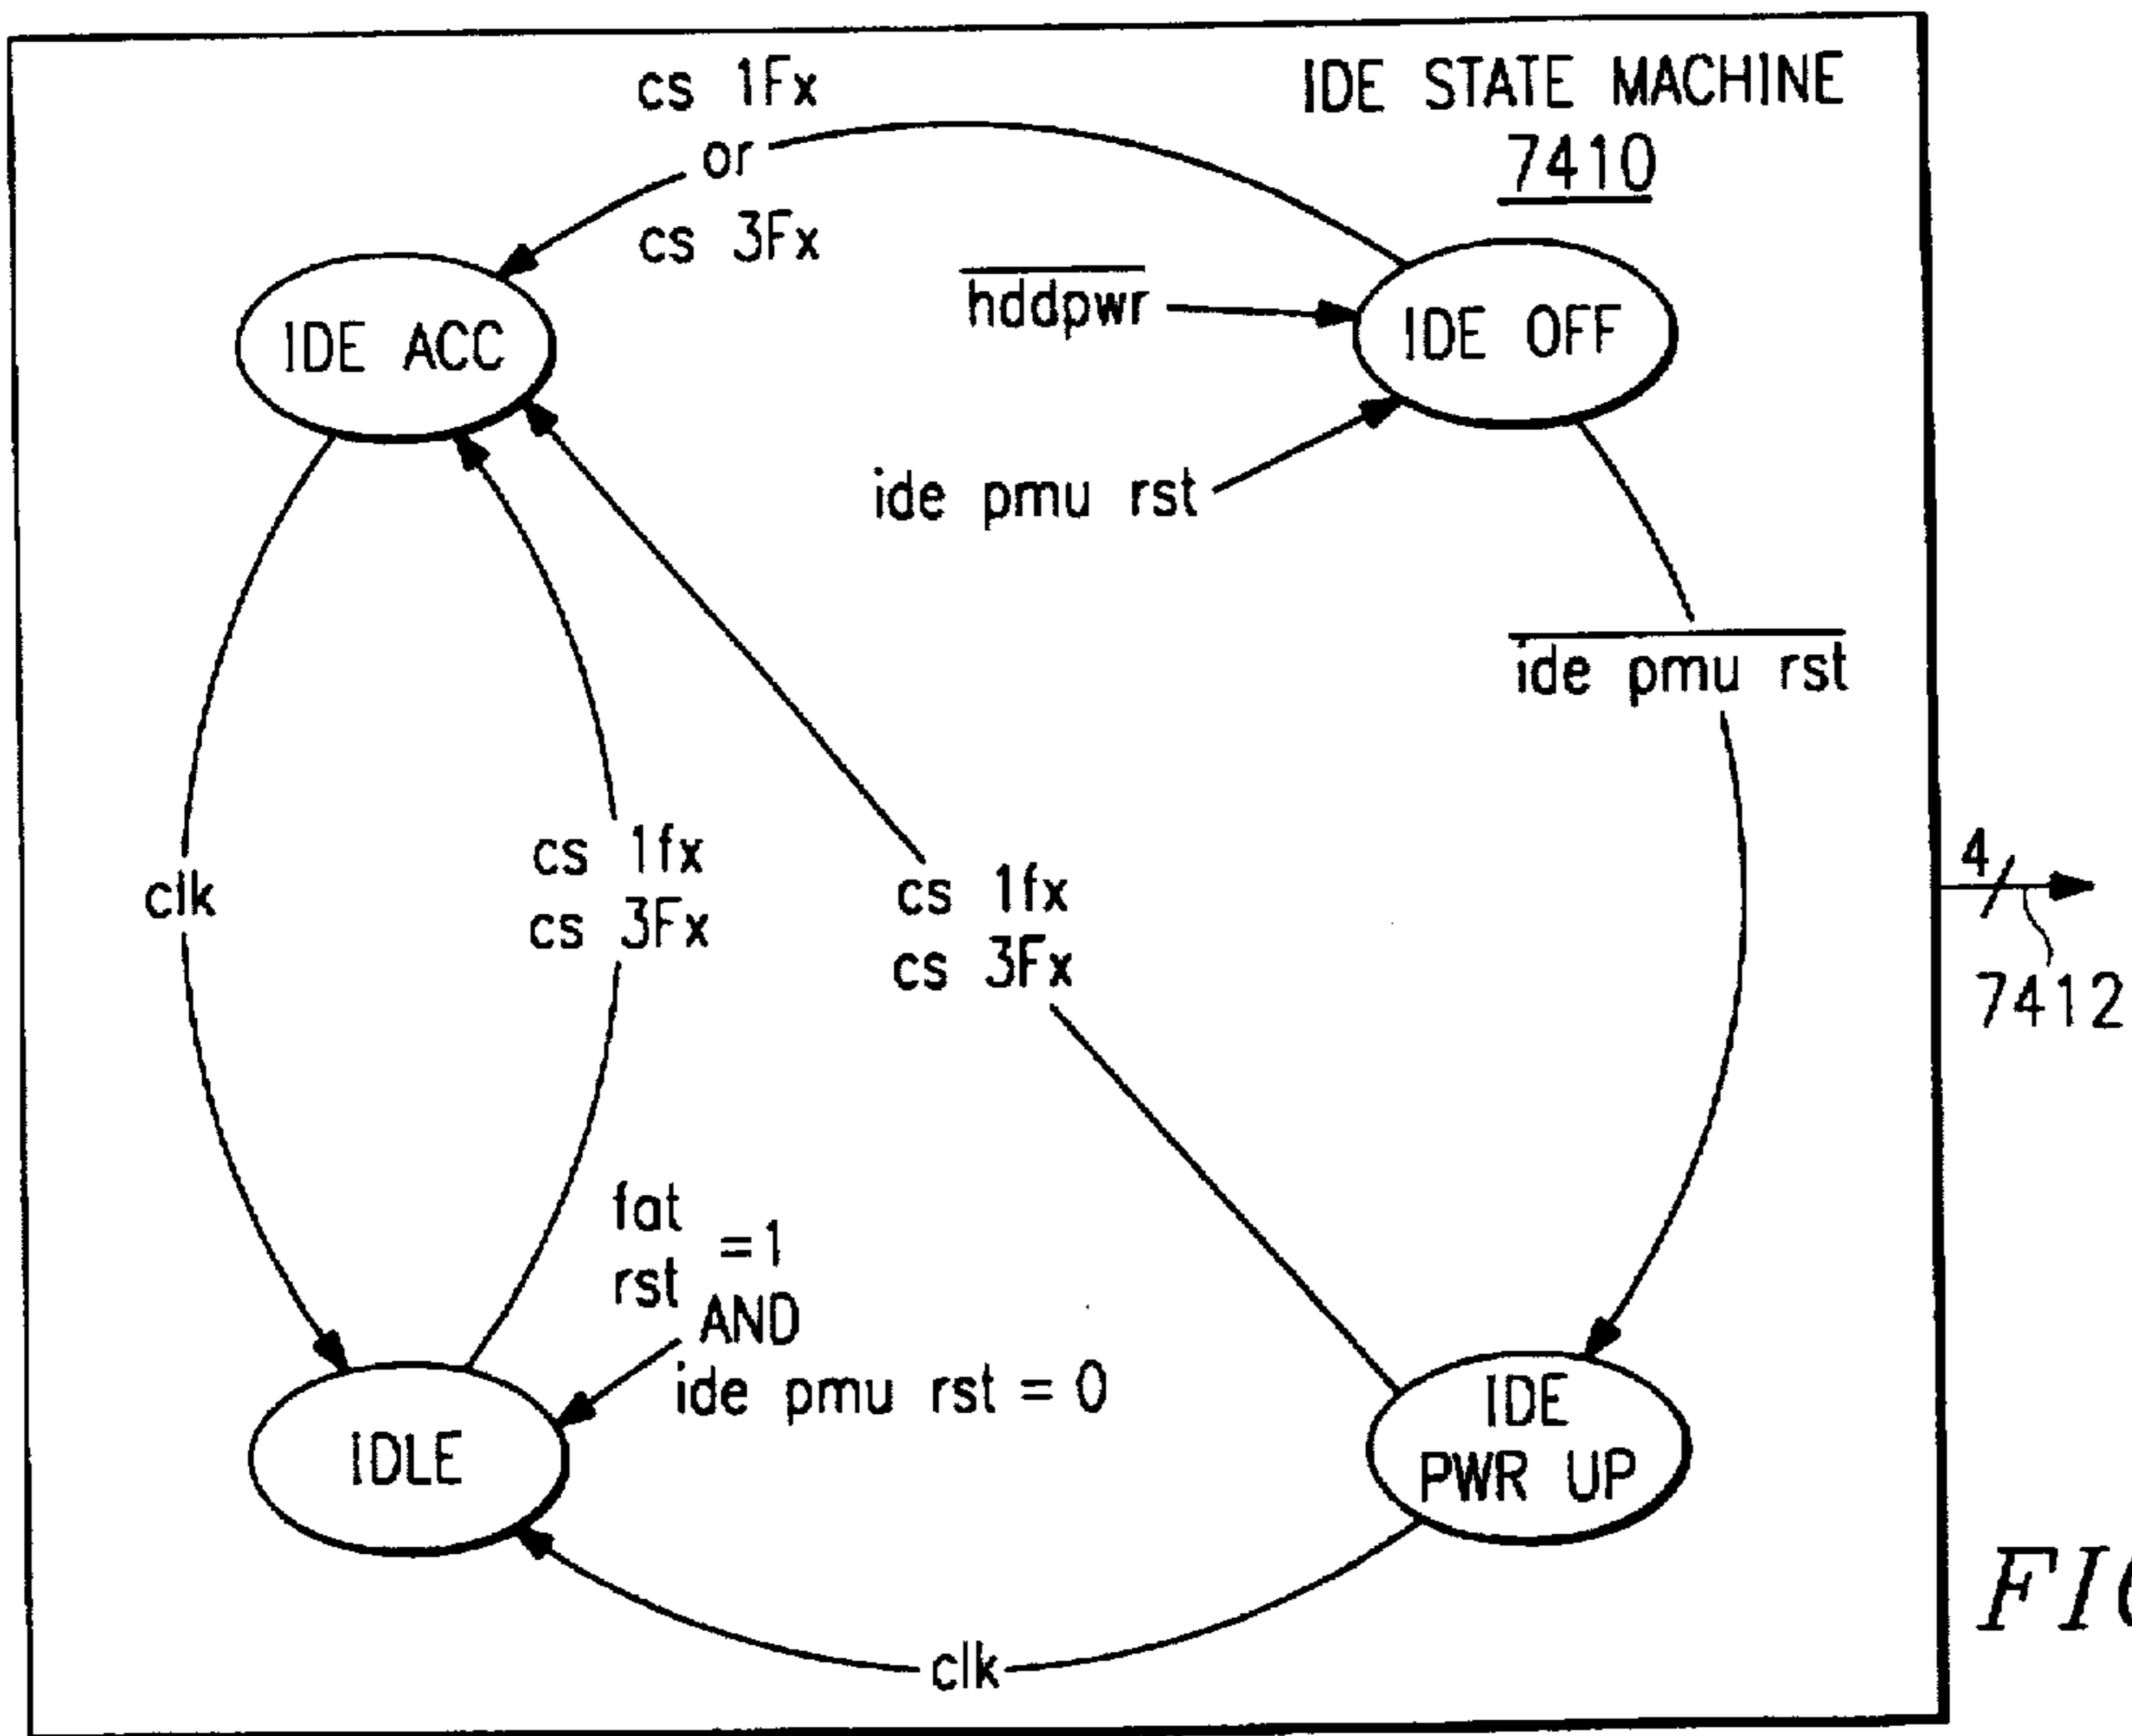 cs 1Fx
or
cs 3Fx
IDE STATE MACHINE
7410
IDE ACC
hddpwr
IDE OFF
ide pmu rst
ide pmu rst
clk
cs 1fx
cs 3Fx
cs 1fx
cs 3Fx
4
7412
fat
rst =1
AND
ide pmu rst = 0
IDLE
IDE
PWR UP
clk